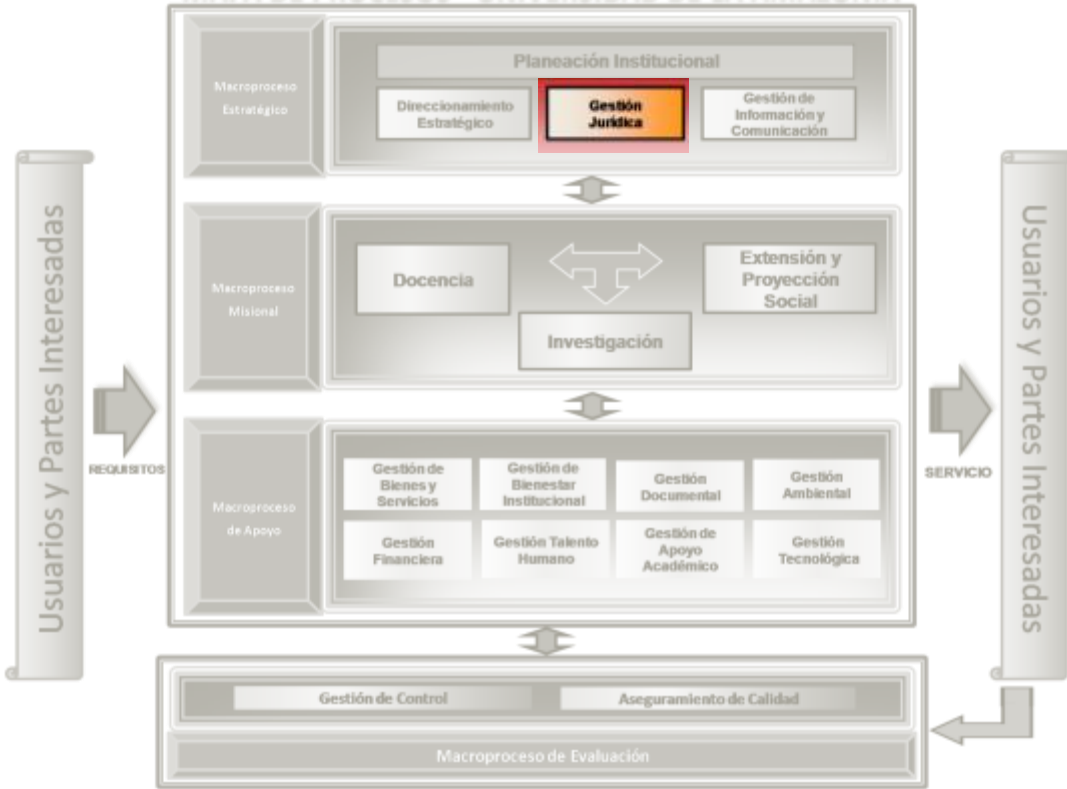 Macroproceso
Estratégico
Planeación Institucional
Direccionamiento
Estratégico
Gestión
Jurídica
Gestión de
Información y
Comunicación
Usuarios y Partes Interesadas
REQUISITOS
Macroproceso
Misional
Docencia
Extensión y
Proyección
Social
Investigación
Macroproceso
de Apoyo
Gestión de
Bienes y
Servicios
Gestión de
Bienestar
Institucional
Gestión
Documental
Gestión
Ambiental
Gestión
Financiera
Gestión Talento
Humano
Gestión de
Apoyo
Académico
Gestión
Tecnológica
SERVICIO
Usuarios y Partes Interesadas
Gestión de Control
Aseguramiento de Calidad
Macroproceso de Evaluación